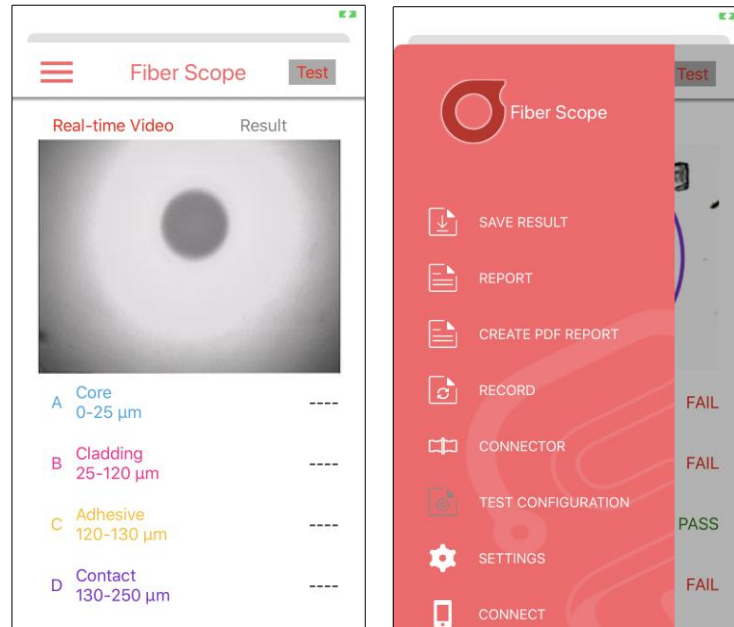 Fiber Scope
Test
Real-time Video
Result
A
Core
0-25 µm
----
B
Cladding
25-120 µm
----
C
Adhesive
120-130 µm
----
D
Contact
130-250 µm
----
Test
Fiber Scope
SAVE RESULT
REPORT
CREATE PDF REPORT
RECORD
CONNECTOR
TEST CONFIGURATION
SETTINGS
CONNECT
FAIL
FAIL
PASS
FAIL